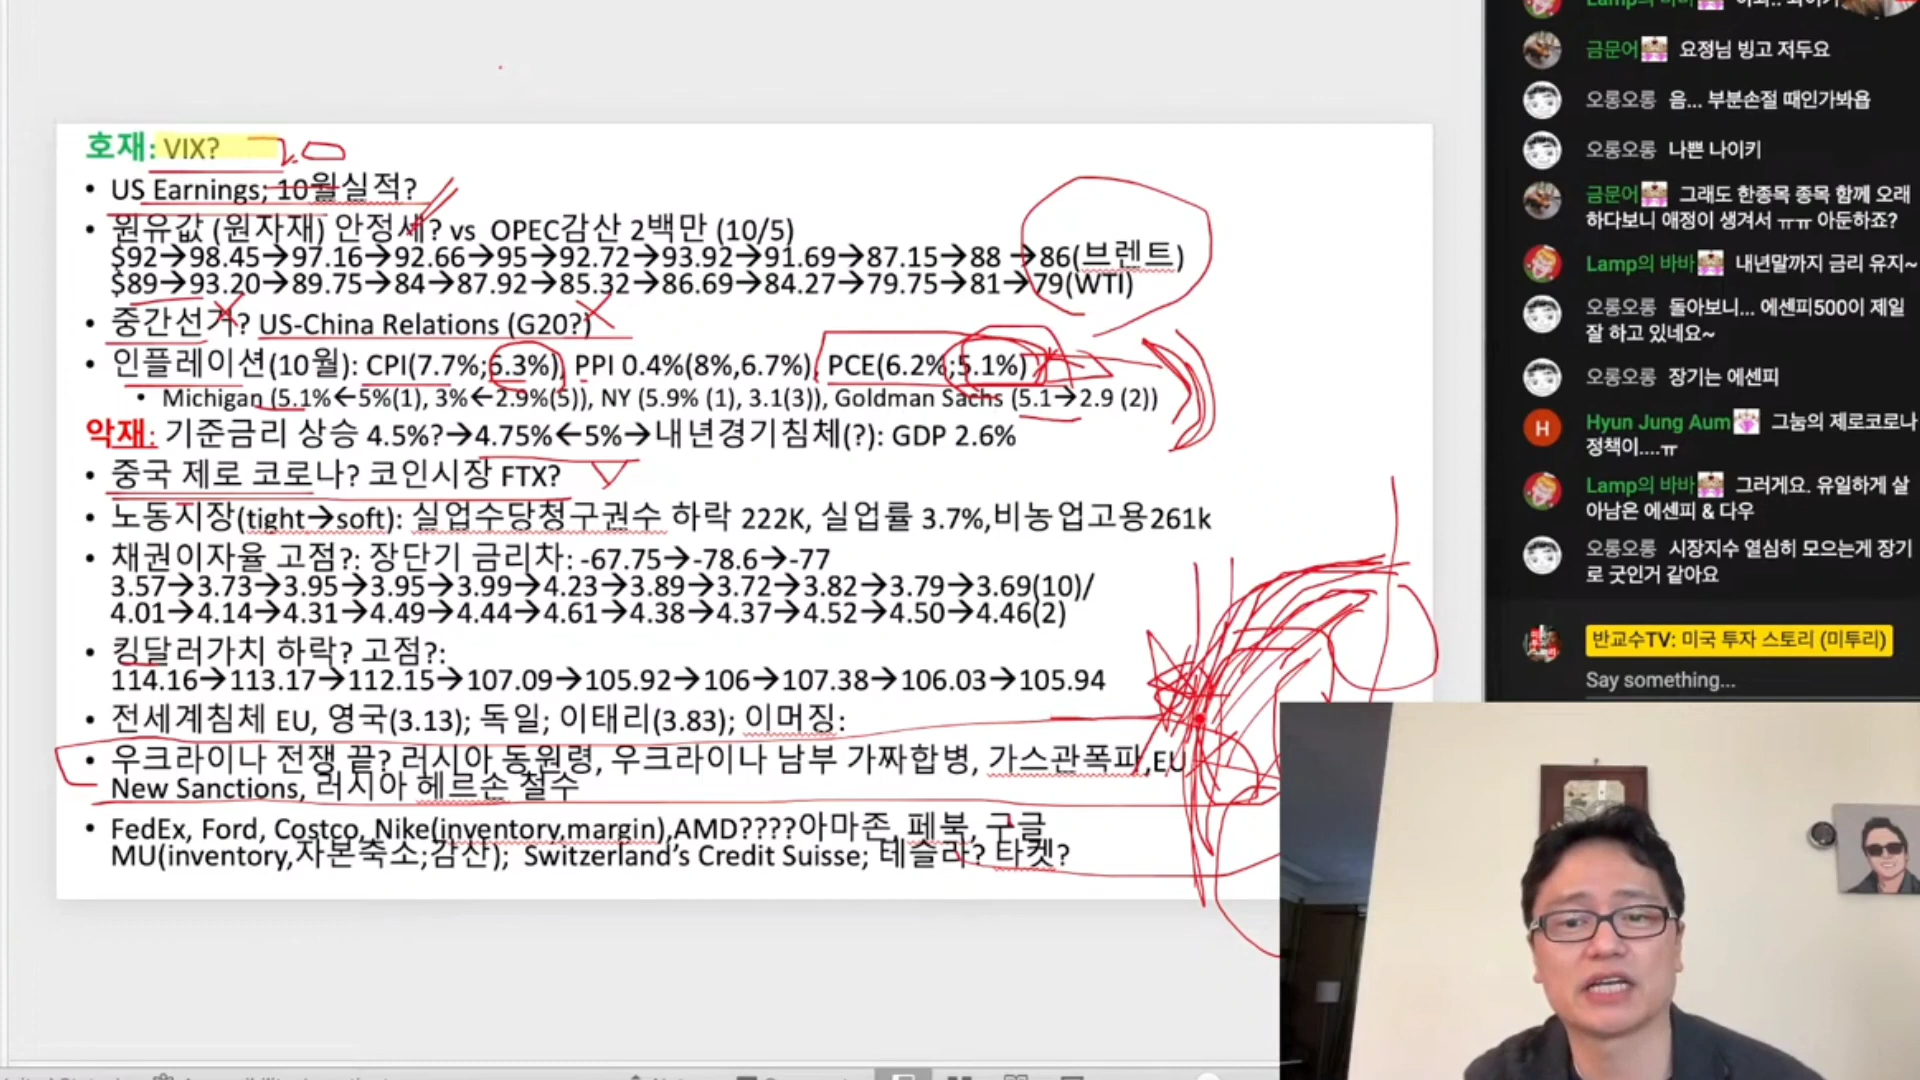 호재: VIX?
• US Earnings; 10월실적?
• 원유값 (원자재) 안정세? vs OPEC감산 2백만 (10/5)
$92→98.45→97.16→92.66→95→92.72→93.92→91.69→87.15→88 →86(브렌트)
$89→93.20→89.75→84→87.92→85.32→86.69→84.27→79.75→81→79(WTI)
• 중간선거? US-China Relations (G20?)
• 인플레이션(10월): CPI(7.7%;6.3%), PPI 0.4%(8%,6.7%), PCE(6.2%;5.1%)
• Michigan (5.1%←5%(1), 3%←2.9%(5)), NY (5.9% (1), 3.1(3)), Goldman Sachs (5.1→2.9 (2))
악재: 기준금리 상승 4.5%?→4.75%←5%→내년경기침체(?): GDP 2.6%
• 중국 제로 코로나? 코인시장 FTX?
• 노동시장(tight→soft): 실업수당청구권수 하락 222K, 실업률 3.7%,비농업고용261k
• 채권이자율 고점?: 장단기 금리차: -67.75→-78.6→-77
3.57→3.73→3.95→3.95→3.99→4.23→3.89→3.72→3.82→3.79→3.69(10)/
4.01→4.14→4.31→4.49→4.44→4.61→4.38→4.37→4.52→4.50→4.46(2)
• 킹달러가치 하락? 고점?:
114.16→113.17→112.15→107.09→105.92→106→107.38→106.03→105.94
• 전세계침체 EU, 영국(3.13); 독일; 이태리(3.83); 이머징:
• 우크라이나 전쟁 끝? 러시아 동원령, 우크라이나 남부 가짜합병, 가스관폭파,EU
New Sanctions, 러시아 헤르손 철수
• FedEx, Ford, Costco, Nike(inventory,margin),AMD????아마존, 페북, 구글
MU(inventory,자본축소;감산); Switzerland's Credit Suisse; 테슬라? 타켓?
금문어 요정님 빙고 저두요
오롱오롱 음... 부분손절 때인가봐욥
오롱오롱 나쁜 나이키
금문어 그래도 한종목 종목 함께 오래
하다보니 애정이 생겨서 ㅠㅠ 아둔하죠?
Lamp의 바바 내년말까지 금리 유지~
오롱오롱 돌아보니... 에센피500이 제일
잘 하고 있네요~
오롱오롱 장기는 에센피
H Hyun Jung Aum 그눔의 제로코로나
정책이....ㅠ
Lamp의 바바 그러게요. 유일하게 살
아남은 에센피 & 다우
오롱오롱 시장지수 열심히 모으는게 장기
로 굿인거 같아요
반교수TV: 미국 투자 스토리 (미투리)
Say something...